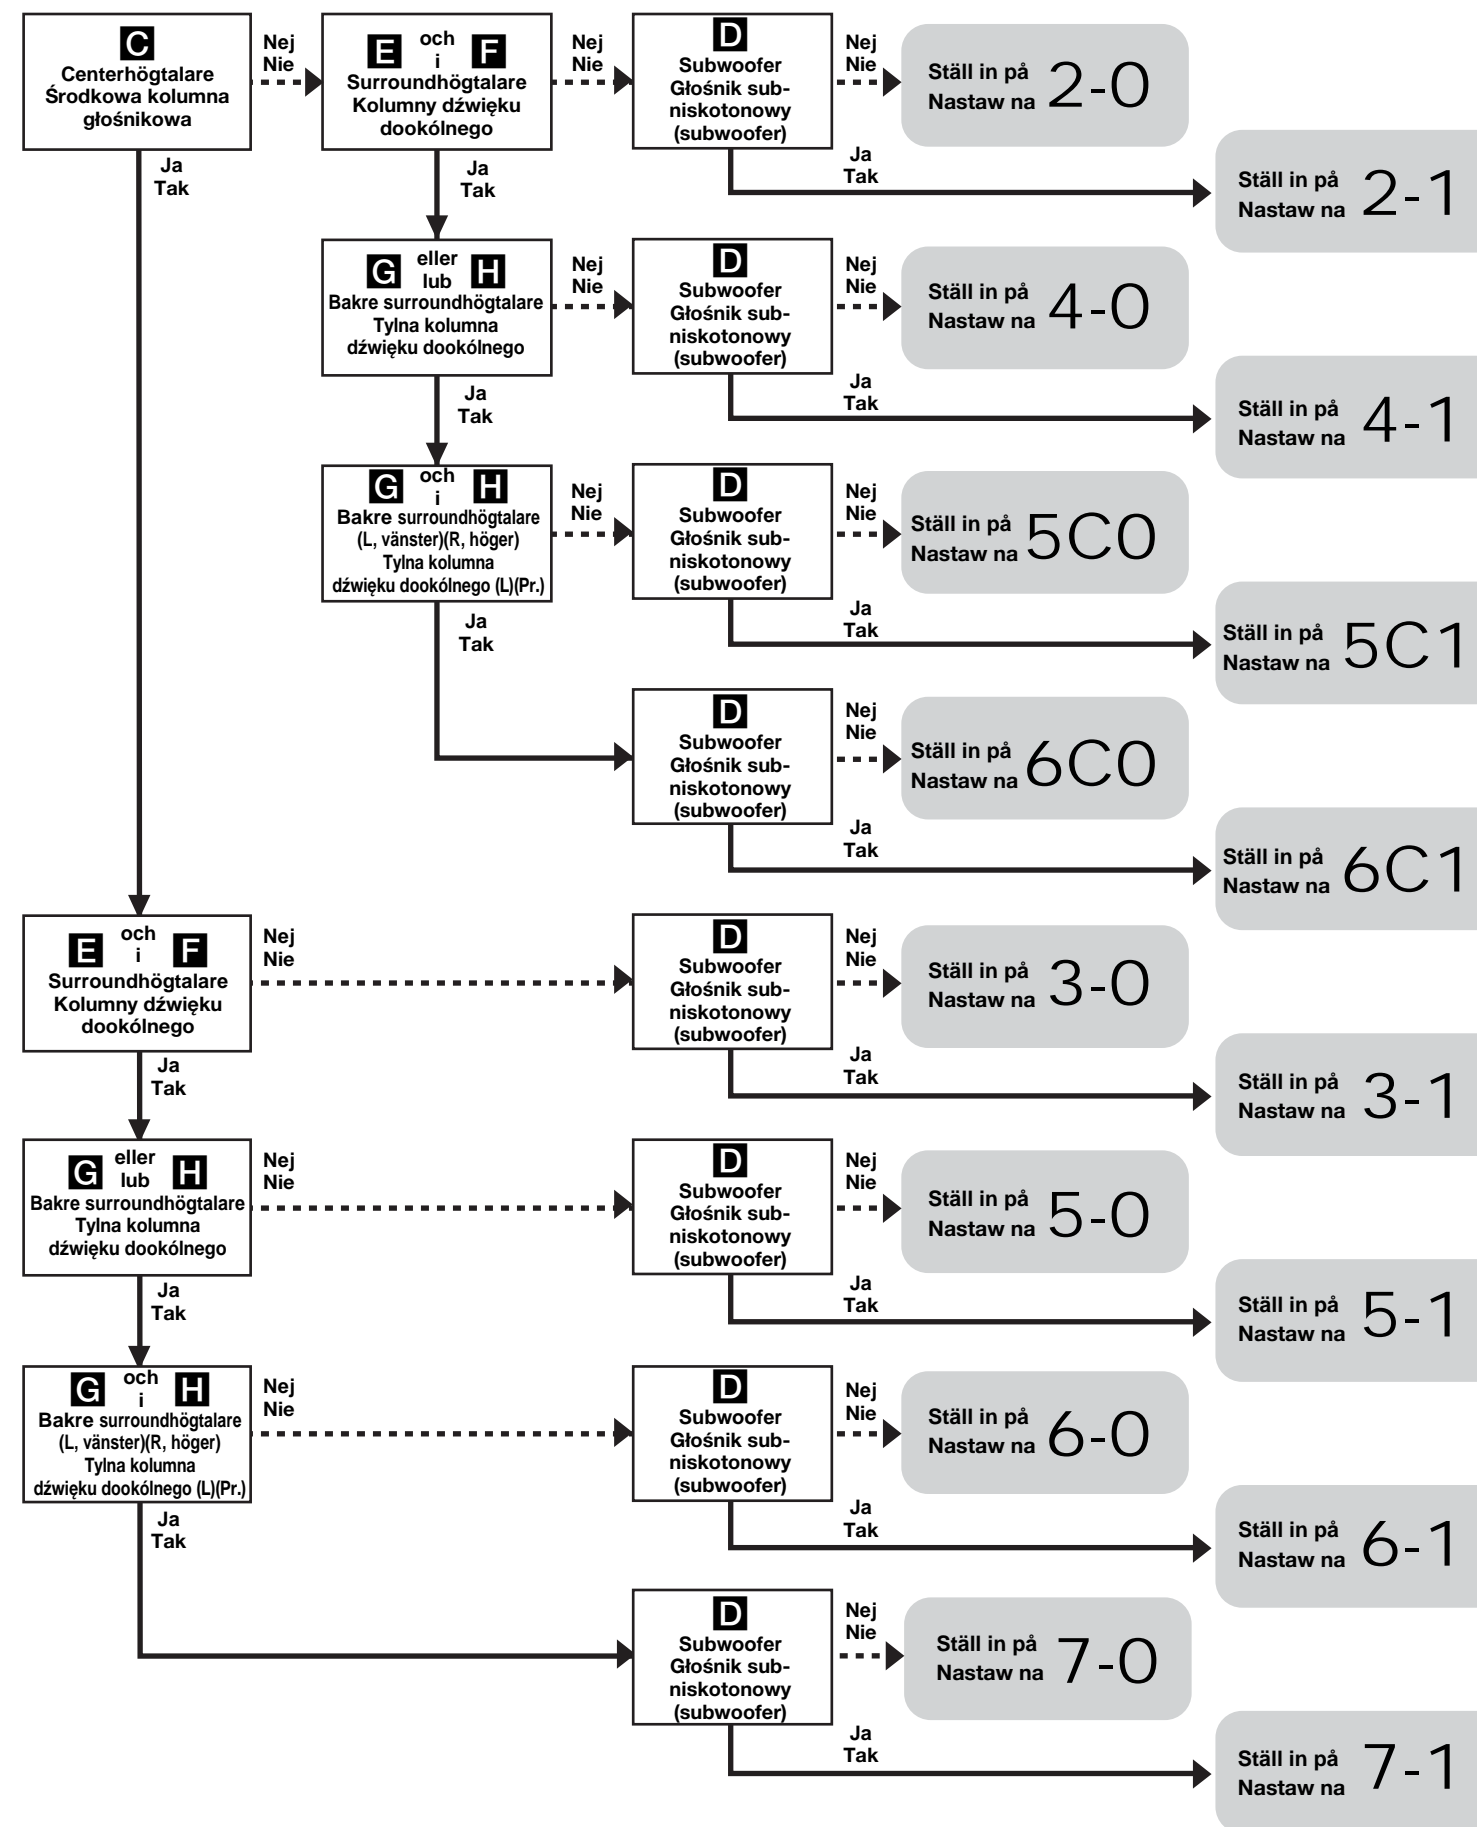 C
Centerhögtalare
Środkowa kolumna
głośnikowa
Nej
Nie
E och F
i
Surroundhögtalare
Kolumny dźwięku
dookólnego
Nej
Nie
D
Subwoofer
Głośnik sub-
niskotonowy
(subwoofer)
Nej
Nie
Ställ in på
Nastaw na 2-0
Ja
Tak
Ja
Tak
Ja
Tak
Ställ in på
Nastaw na 2-1
G eller H
lub
Bakre surroundhögtalare
Tylna kolumna
dźwięku dookólnego
Nej
Nie
D
Subwoofer
Głośnik sub-
niskotonowy
(subwoofer)
Nej
Nie
Ställ in på
Nastaw na 4-0
Ja
Tak
Ja
Tak
Ställ in på
Nastaw na 4-1
G och H
i
Bakre surroundhögtalare
(L, vänster)(R, höger)
Tylna kolumna
dźwięku dookólnego (L)(Pr.)
Nej
Nie
D
Subwoofer
Głośnik sub-
niskotonowy
(subwoofer)
Nej
Nie
Ställ in på
Nastaw na 5C0
Ja
Tak
Ja
Tak
Ställ in på
Nastaw na 5C1
D
Subwoofer
Głośnik sub-
niskotonowy
(subwoofer)
Nej
Nie
Ställ in på
Nastaw na 6C0
Ja
Tak
Ställ in på
Nastaw na 6C1
E och F
i
Surroundhögtalare
Kolumny dźwięku
dookólnego
Nej
Nie
D
Subwoofer
Głośnik sub-
niskotonowy
(subwoofer)
Nej
Nie
Ställ in på
Nastaw na 3-0
Ja
Tak
Ja
Tak
Ställ in på
Nastaw na 3-1
G eller H
lub
Bakre surroundhögtalare
Tylna kolumna
dźwięku dookólnego
Nej
Nie
D
Subwoofer
Głośnik sub-
niskotonowy
(subwoofer)
Nej
Nie
Ställ in på
Nastaw na 5-0
Ja
Tak
Ja
Tak
Ställ in på
Nastaw na 5-1
G och H
i
Bakre surroundhögtalare
(L, vänster)(R, höger)
Tylna kolumna
dźwięku dookólnego (L)(Pr.)
Nej
Nie
D
Subwoofer
Głośnik sub-
niskotonowy
(subwoofer)
Nej
Nie
Ställ in på
Nastaw na 6-0
Ja
Tak
Ja
Tak
Ställ in på
Nastaw na 6-1
D
Subwoofer
Głośnik sub-
niskotonowy
(subwoofer)
Nej
Nie
Ställ in på
Nastaw na 7-0
Ja
Tak
Ställ in på
Nastaw na 7-1